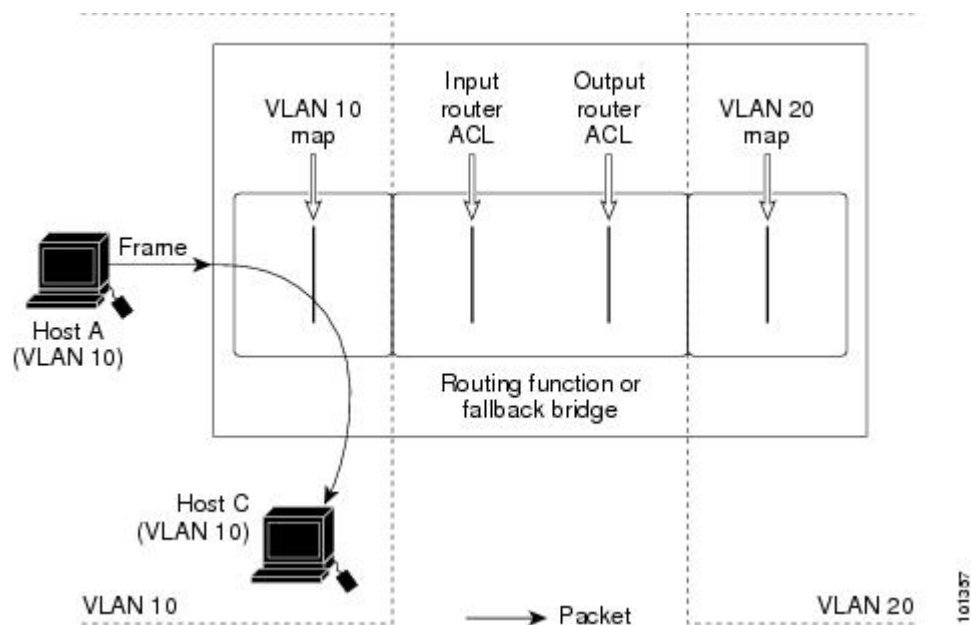 VLAN 10
map
Input
router
ACL
Output
router
ACL
VLAN 20
map
Frame
Host A
(VLAN 10)
Routing function or
fallback bridge
Host C
(VLAN 10)
VLAN 10
Packet
VLAN 20
101357